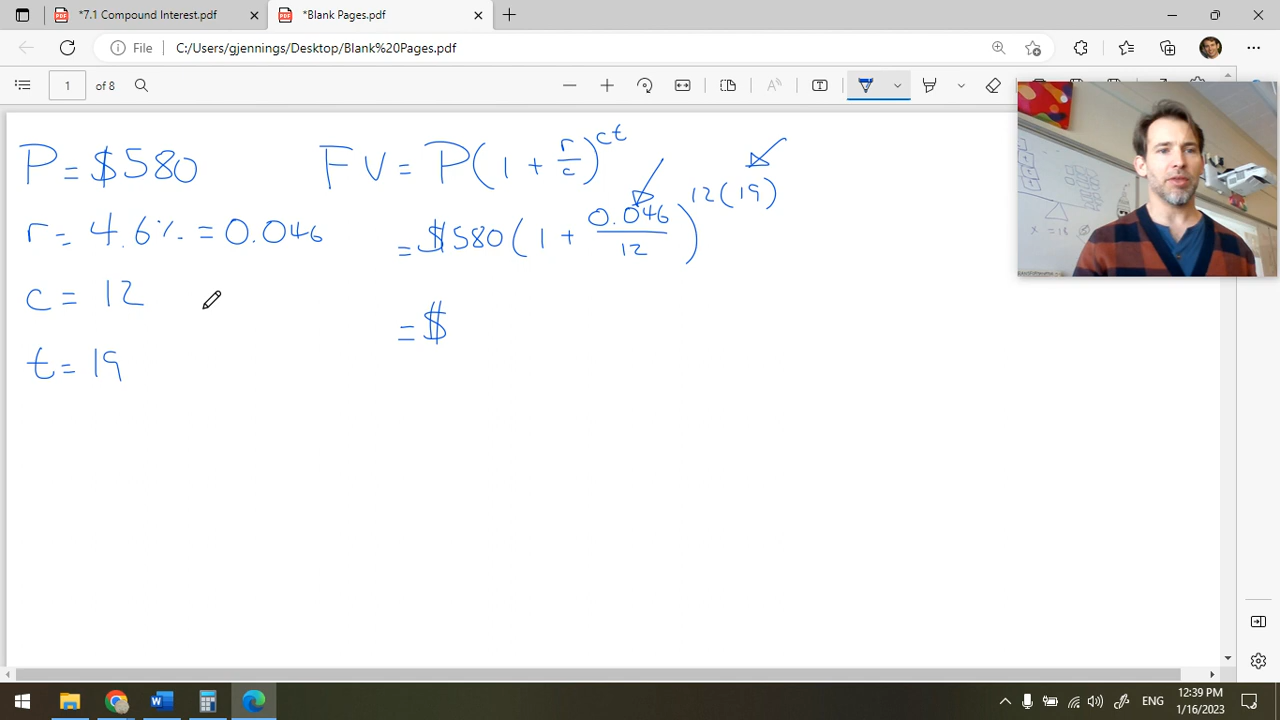 *7.1 Compound Interest.pdf
*Blank Pages.pdf
File C:/Users/gjennings/Desktop/Blank%20Pages.pdf
1 of 8
P = $580
FV = P(1 + r/c)^ct
r = 4.6% = 0.046
= $580(1 + 0.046/12)^12(19)
c = 12
= $
t = 19
x = 18
ENG
12:39 PM
1/16/2023